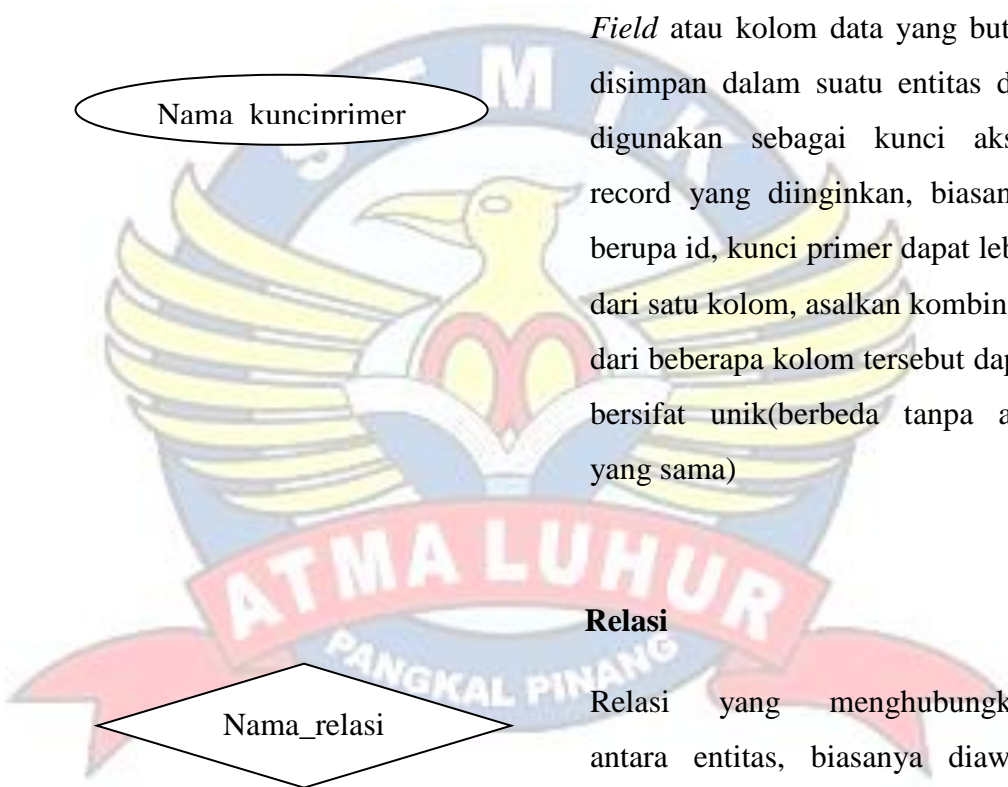 Field atau kolom data yang but
disimpan dalam suatu entitas d
Nama_kunciprimer
digunakan sebagai kunci aks
record yang diinginkan, biasan
berupa id, kunci primer dapat leb
dari satu kolom, asalkan kombin
dari beberapa kolom tersebut dap
bersifat unik(berbeda tanpa a
yang sama)
STMIK
ATMA LUHUR
PANGKAL PINANG
Relasi
Nama_relasi
Relasi yang menghubungk
antara entitas, biasanya diaw